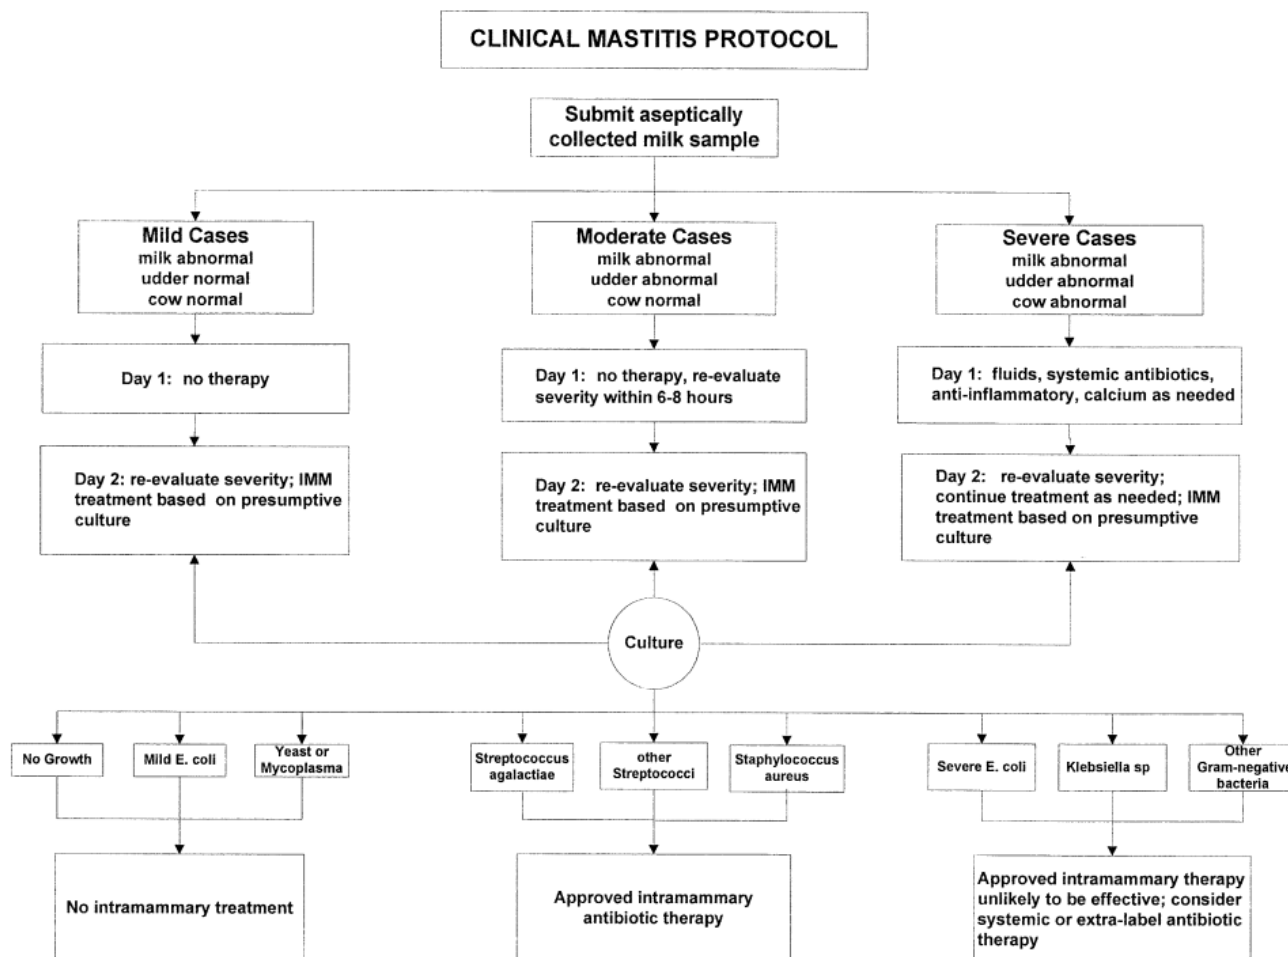 CLINICAL MASTITIS PROTOCOL
Submit aseptically
collected milk sample
Mild Cases
milk abnormal
udder normal
cow normal
Moderate Cases
milk abnormal
udder abnormal
cow normal
Severe Cases
milk abnormal
udder abnormal
cow abnormal
Day 1: no therapy
Day 1: no therapy, re-evaluate
severity within 6-8 hours
Day 1: fluids, systemic antibiotics,
anti-inflammatory, calcium as needed
Day 2: re-evaluate severity; IMM
treatment based on presumptive
culture
Day 2: re-evaluate severity; IMM
treatment based on presumptive
culture
Day 2: re-evaluate severity;
continue treatment as needed; IMM
treatment based on presumptive
culture
Culture
No Growth
Mild E. coli
Yeast or
Mycoplasma
Streptococcus
agalactiae
other
Streptococci
Staphylococcus
aureus
Severe E. coli
Klebsiella sp
Other
Gram-negative
bacteria
No intramammary treatment
Approved intramammary
antibiotic therapy
Approved intramammary therapy
unlikely to be effective; consider
systemic or extra-label antibiotic
therapy